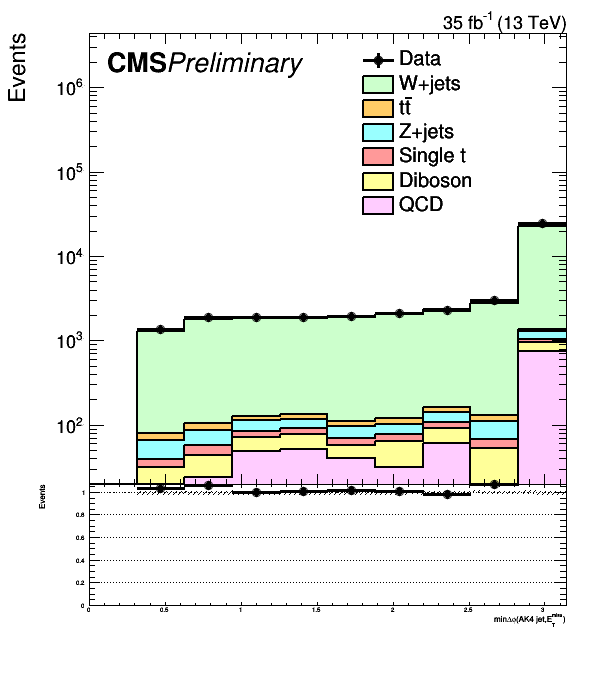 35 fb⁻¹ (13 TeV)
Events
CMSPreliminary
Data
W+jets
tt̄
Z+jets
Single t
Diboson
QCD
10⁶
10⁵
10⁴
10³
10²
Events
1
0.8
0.6
0.4
0.2
0
0 0.5 1 1.5 2 2.5 3
minΔφ(AK4 jet,E_T^miss)